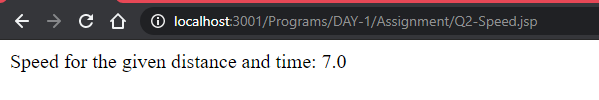 localhost:3001/Programs/DAY-1/Assignment/Q2-Speed.jsp
Speed for the given distance and time: 7.0